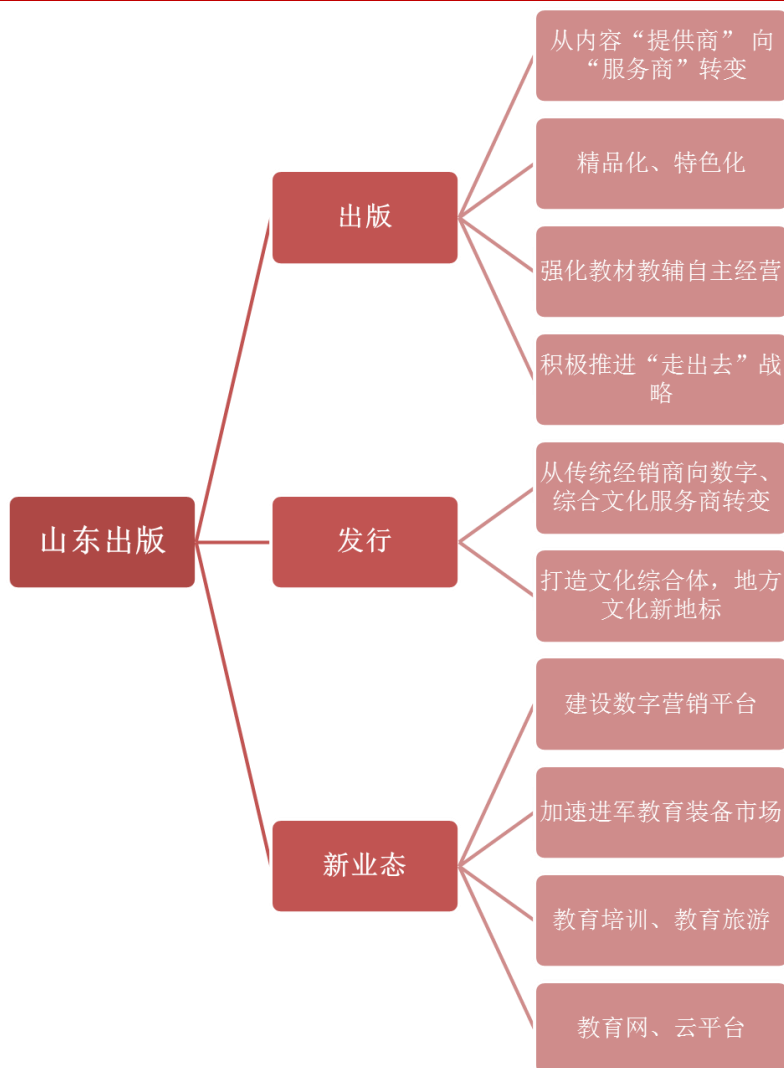 从内容“提供商” 向
“服务商”转变
精品化、特色化
出版
强化教材教辅自主经营
积极推进“走出去”战
略
从传统经销商向数字、
综合文化服务商转变
山东出版
发行
打造文化综合体，地方
文化新地标
建设数字营销平台
加速进军教育装备市场
新业态
教育培训、教育旅游
教育网、云平台